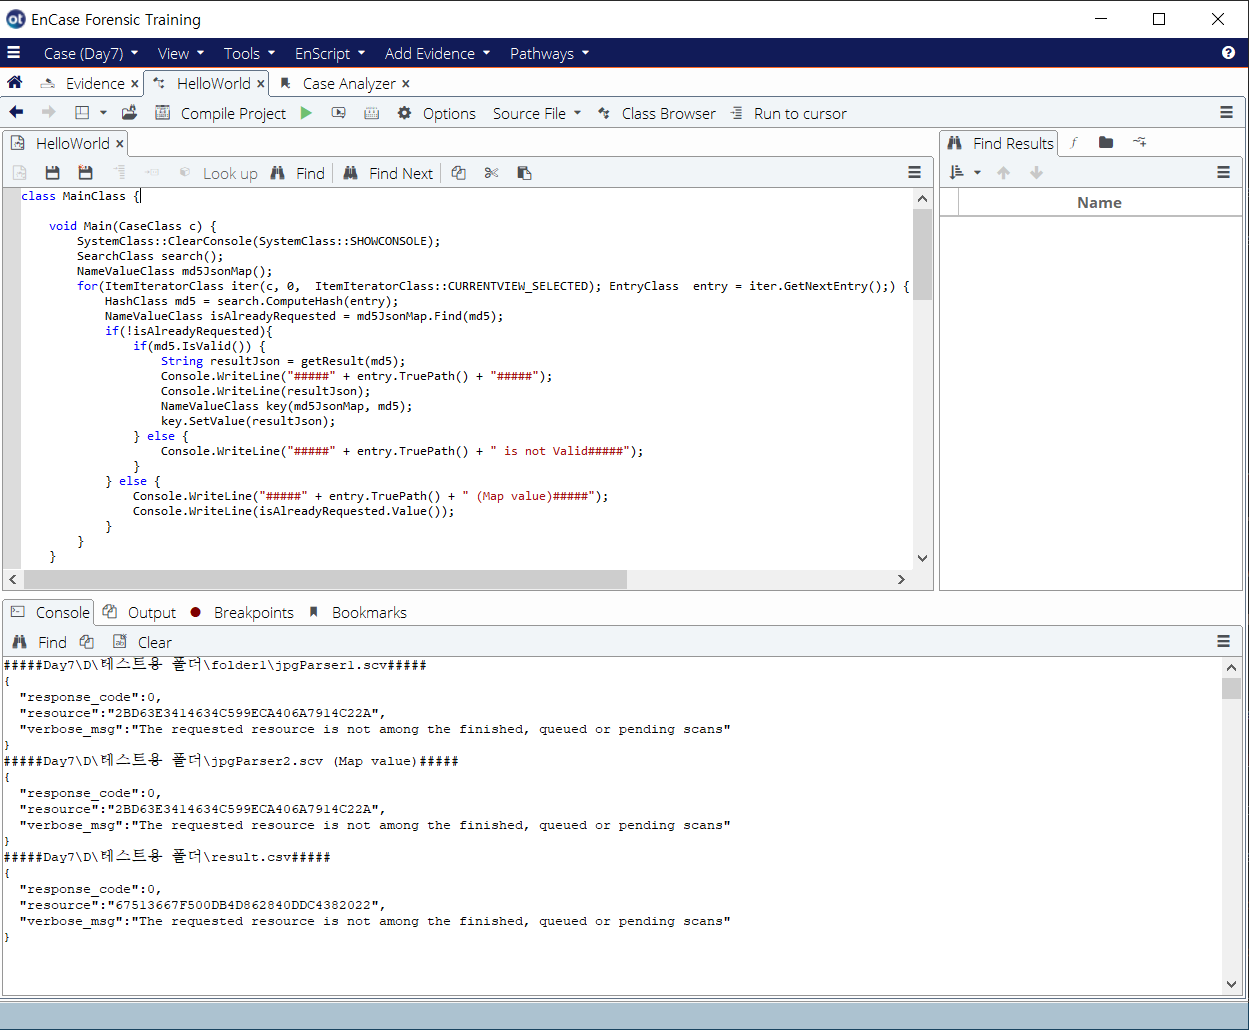 ot EnCase Forensic Training
Case (Day7) View Tools EnScript Add Evidence Pathways
Evidence HelloWorld Case Analyzer
Compile Project Options Source File Class Browser Run to cursor
HelloWorld
Look up Find Find Next
class MainClass {
void Main(CaseClass c) {
SystemClass::ClearConsole(SystemClass::SHOWCONSOLE);
SearchClass search();
NameValueClass md5JsonMap();
for(ItemIteratorClass iter(c, 0,  ItemIteratorClass::CURRENTVIEW_SELECTED); EntryClass  entry = iter.GetNextEntry();) {
HashClass md5 = search.ComputeHash(entry);
NameValueClass isAlreadyRequested = md5JsonMap.Find(md5);
if(!isAlreadyRequested){
if(md5.IsValid()) {
String resultJson = getResult(md5);
Console.WriteLine("#####" + entry.TruePath() + "#####");
Console.WriteLine(resultJson);
NameValueClass key(md5JsonMap, md5);
key.SetValue(resultJson);
} else {
Console.WriteLine("#####" + entry.TruePath() + " is not Valid#####");
}
} else {
Console.WriteLine("#####" + entry.TruePath() + " (Map value)#####");
Console.WriteLine(isAlreadyRequested.Value());
}
}
}
Find Results
Name
Console Output Breakpoints Bookmarks
Find Clear
#####Day7\D\테스트용 폴더\folder1\jpgParser1.scv#####
{
"response_code":0,
"resource":"2BD63E3414634C599ECA406A7914C22A",
"verbose_msg":"The requested resource is not among the finished, queued or pending scans"
}
#####Day7\D\테스트용 폴더\jpgParser2.scv (Map value)#####
{
"response_code":0,
"resource":"2BD63E3414634C599ECA406A7914C22A",
"verbose_msg":"The requested resource is not among the finished, queued or pending scans"
}
#####Day7\D\테스트용 폴더\result.csv#####
{
"response_code":0,
"resource":"67513667F500DB4D862840DDC4382022",
"verbose_msg":"The requested resource is not among the finished, queued or pending scans"
}